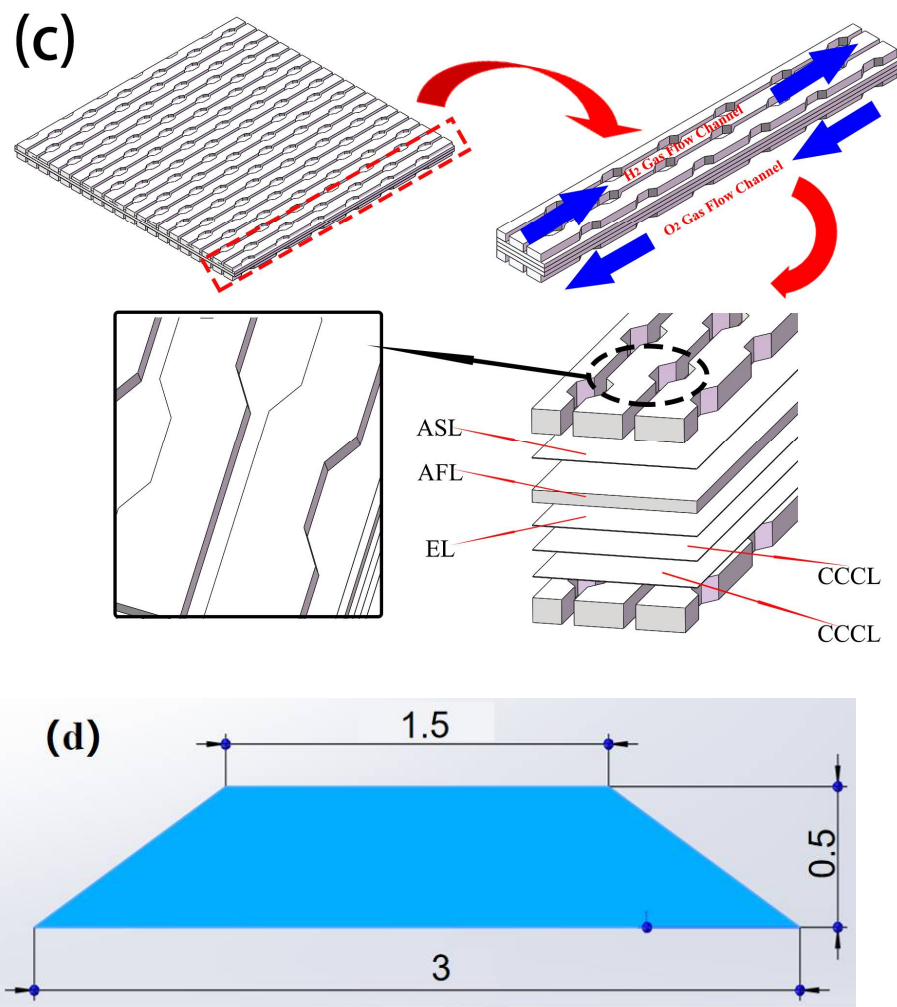 (c)
H2 Gas Flow Channel
O2 Gas Flow Channel
ASL
AFL
EL
CCCL
CCCL
(d)
1.5
0.5
3